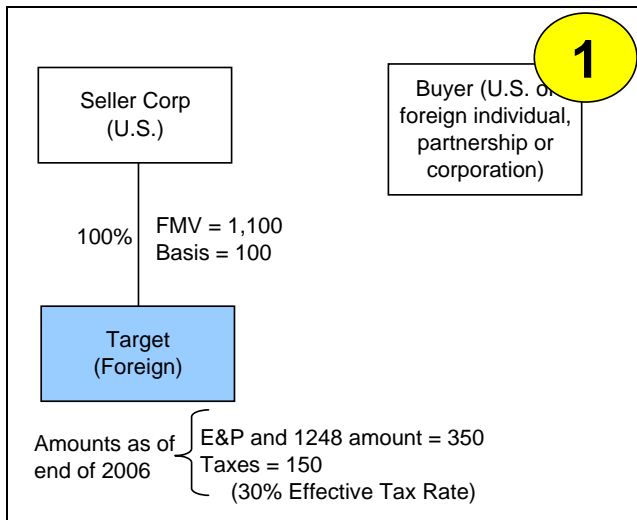 1
Seller Corp
(U.S.)
Buyer (U.S. or
foreign individual,
partnership or
corporation)
100%
FMV = 1,100
Basis = 100
Target
(Foreign)
Amounts as of
end of 2006
E&P and 1248 amount = 350
Taxes = 150
(30% Effective Tax Rate)